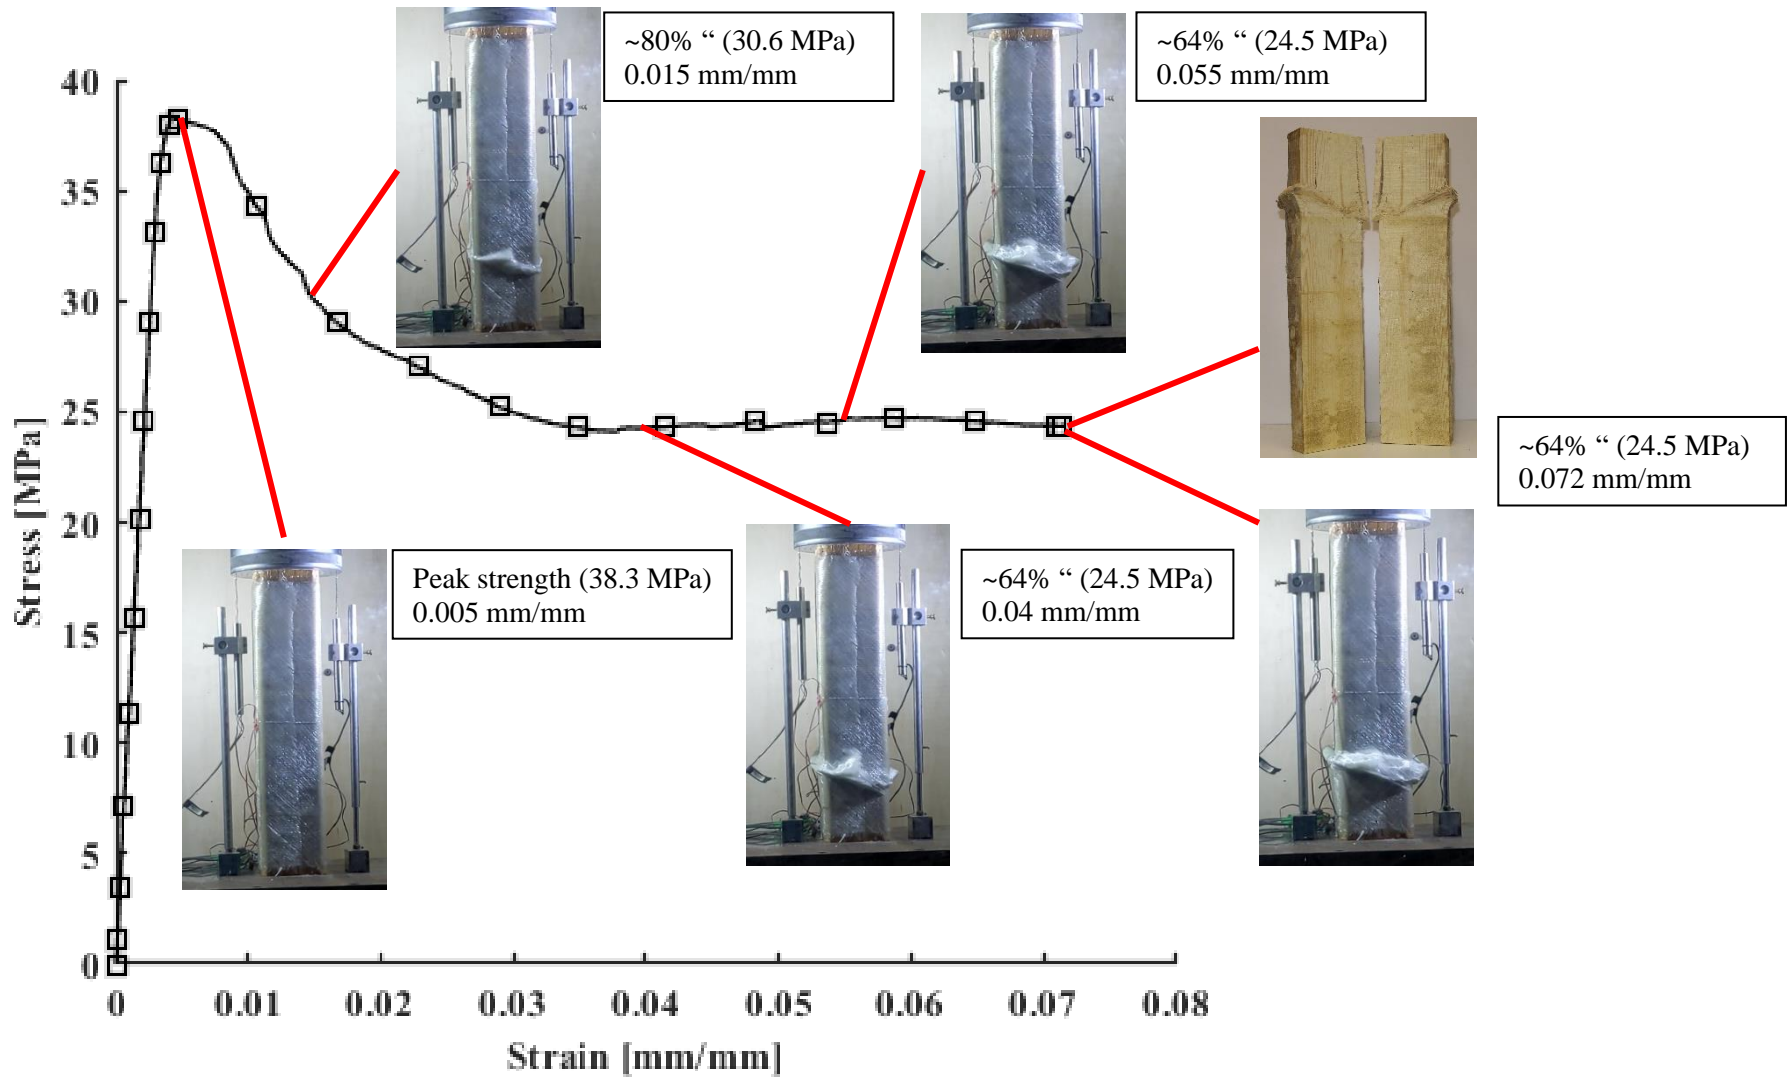 ~80% “ (30.6 MPa)
0.015 mm/mm
~64% “ (24.5 MPa)
0.055 mm/mm
~64% “ (24.5 MPa)
0.072 mm/mm
Peak strength (38.3 MPa)
0.005 mm/mm
~64% “ (24.5 MPa)
0.04 mm/mm
Stress [MPa]
40
35
30
25
20
15
10
5
0
0 0.01 0.02 0.03 0.04 0.05 0.06 0.07 0.08
Strain [mm/mm]